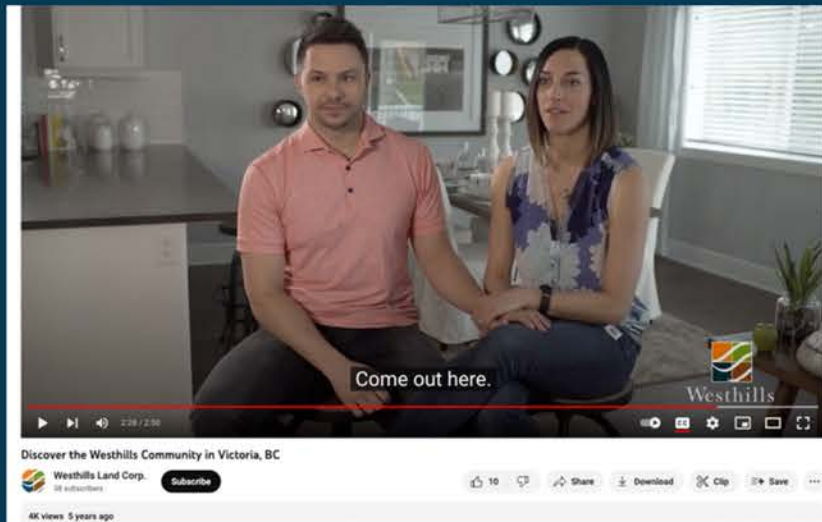 Come out here.
Westhills
2:28 / 2:50
Discover the Westhills Community in Victoria, BC
Westhills Land Corp.
subscribers
Subscribe
10
Share
Download
Clip
Save
4K views 5 years ago